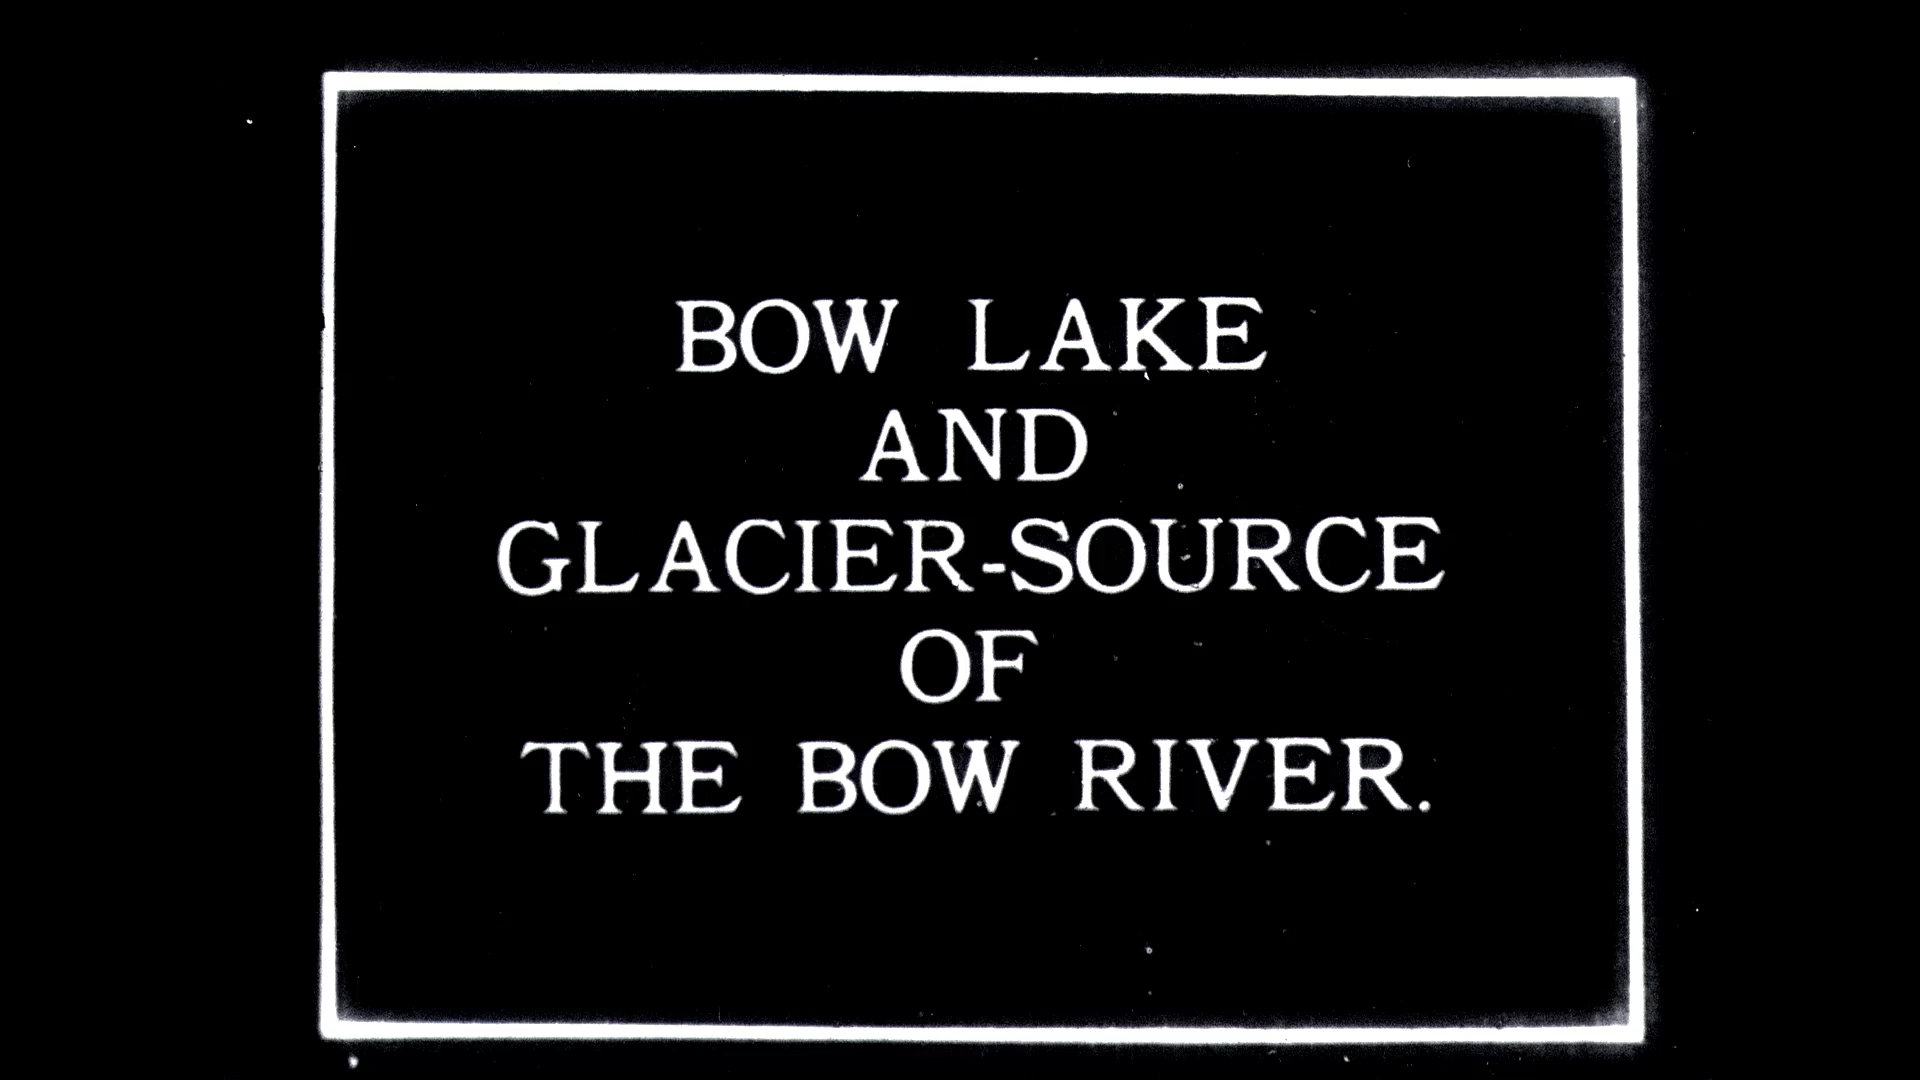 BOW LAKE
AND
GLACIER-SOURCE
OF
THE BOW RIVER.